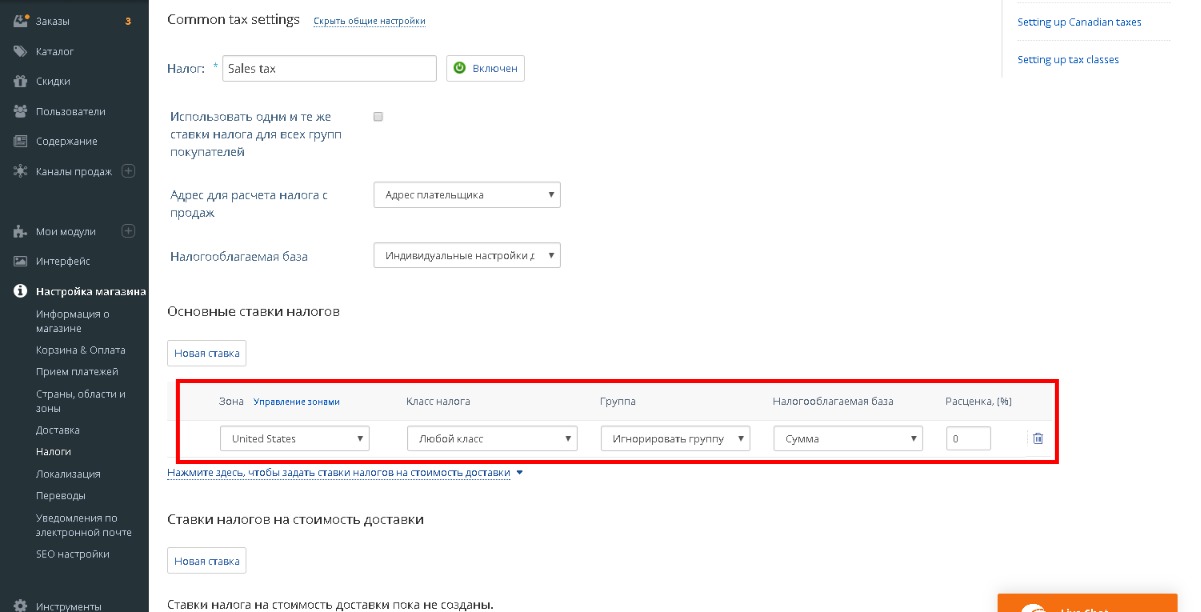 Заказы 3
Каталог
Скидки
Пользователи
Содержание
Каналы продаж
Мои модули
Интерфейс
Настройка магазина
Информация о
магазине
Корзина & Оплата
Прием платежей
Страны, области и
зоны
Доставка
Налоги
Локализация
Переводы
Уведомления по
электронной почте
SEO настройки
Инструменты
Common tax settings Скрыть общие настройки
Налог: * Sales tax Включен
Использовать одни и те же
ставки налога для всех групп
покупателей
Адрес для расчета налога с
продаж
Адрес плательщика
Налогооблагаемая база Индивидуальные настройки д
Основные ставки налогов
Новая ставка
Зона Управление зонами Класс налога Группа Налогооблагаемая база Расценка, [%]
United States Любой класс Игнорировать группу Сумма 0
Нажмите здесь, чтобы задать ставки налогов на стоимость доставки
Ставки налогов на стоимость доставки
Новая ставка
Ставки налога на стоимость доставки пока не созданы.
Setting up Canadian taxes
Setting up tax classes
Live Chat